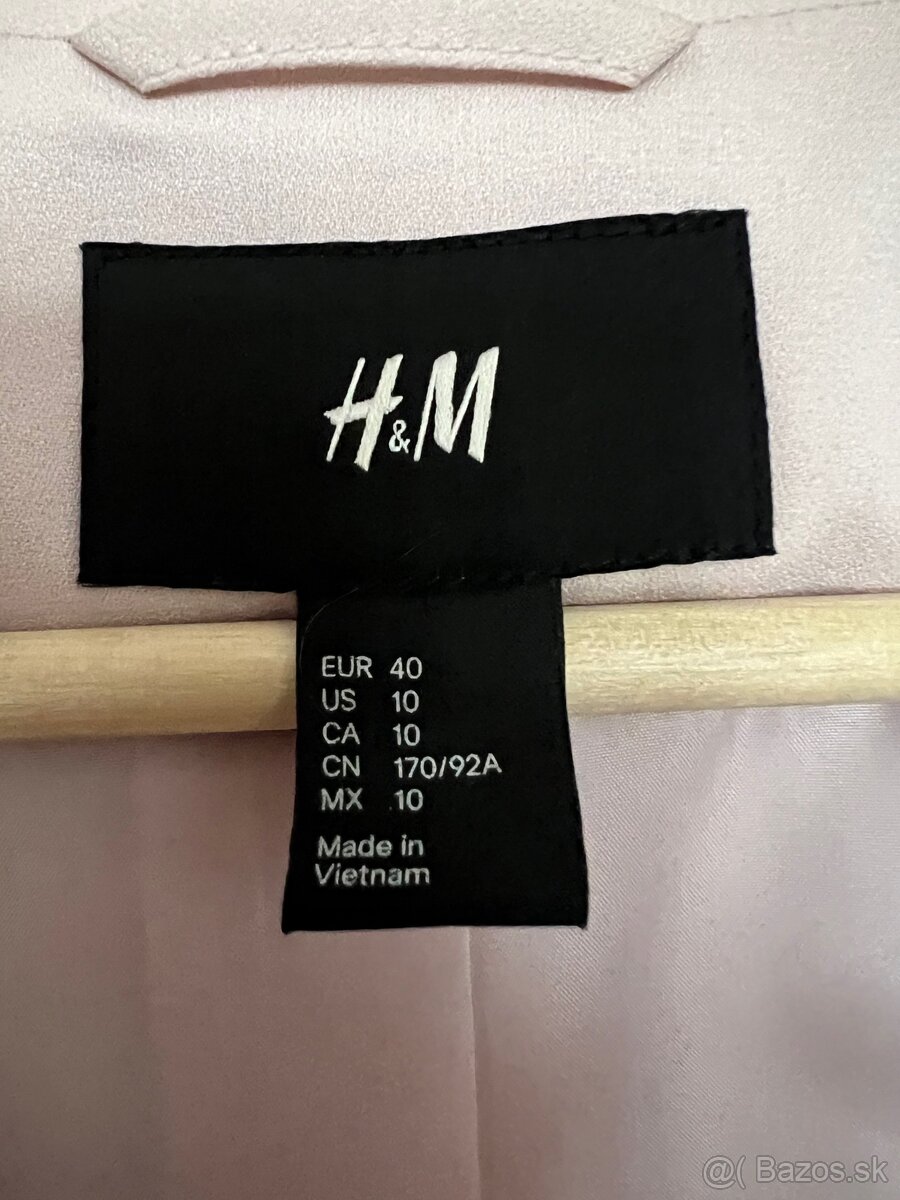 H&M
EUR 40
US 10
CA 10
CN 170/92A
MX 10
Made in
Vietnam
@( Bazos.sk